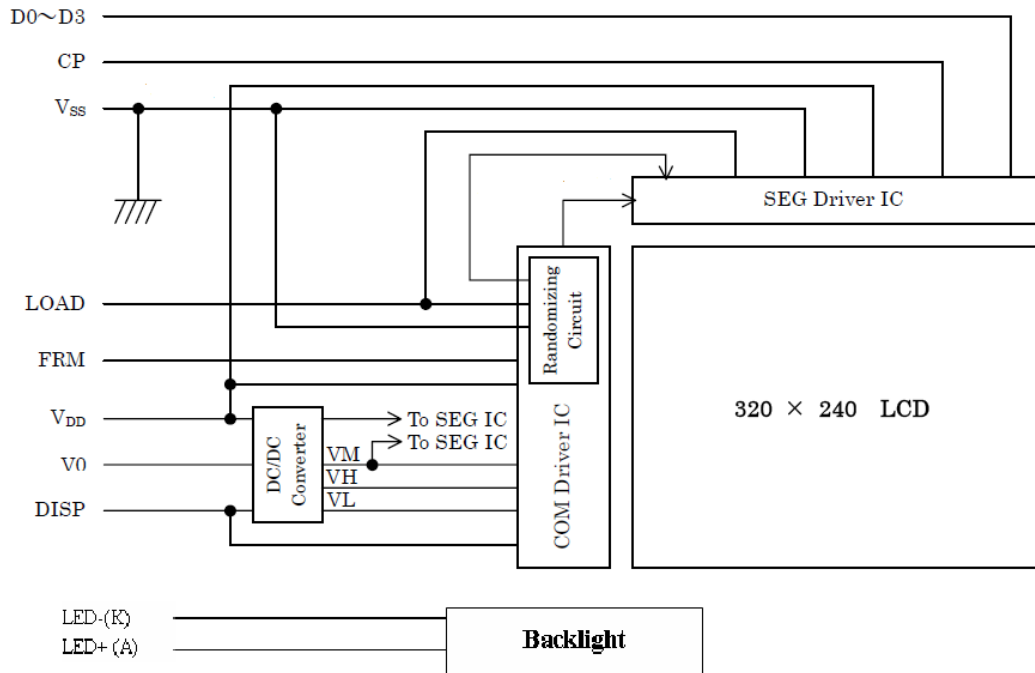 D0～D3
CP
VSS
SEG Driver IC
Randomizing
Circuit
LOAD
FRM
VDD
To SEG IC
To SEG IC
320 × 240 LCD
DC/DC
Converter
VM
V0
VH
VL
DISP
COM Driver IC
LED-(K)
LED+(A)
Backlight